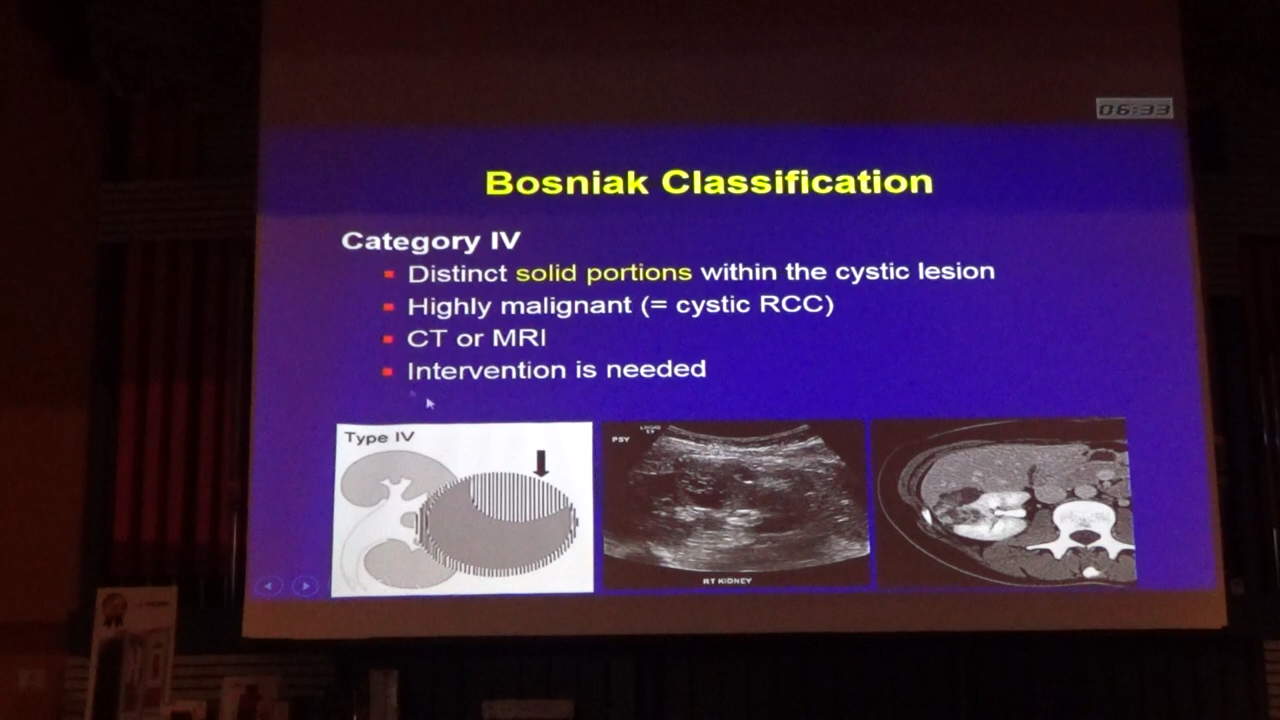 06:33
Bosniak Classification
Category IV
Distinct solid portions within the cystic lesion
Highly malignant (= cystic RCC)
CT or MRI
Intervention is needed
Type IV
PSY
RT KIDNEY